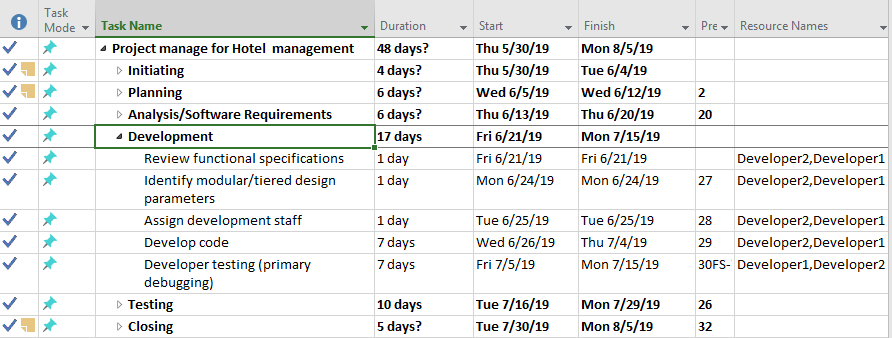 Task Mode Task Name Duration Start Finish Pre Resource Names
Project manage for Hotel management 48 days? Thu 5/30/19 Mon 8/5/19
Initiating 4 days? Thu 5/30/19 Tue 6/4/19
Planning 6 days? Wed 6/5/19 Wed 6/12/19 2
Analysis/Software Requirements 6 days? Thu 6/13/19 Thu 6/20/19 20
Development 17 days Fri 6/21/19 Mon 7/15/19
Review functional specifications 1 day Fri 6/21/19 Fri 6/21/19 Developer2,Developer1
Identify modular/tiered design parameters 1 day Mon 6/24/19 Mon 6/24/19 27 Developer2,Developer1
Assign development staff 1 day Tue 6/25/19 Tue 6/25/19 28 Developer2,Developer1
Develop code 7 days Wed 6/26/19 Thu 7/4/19 29 Developer2,Developer1
Developer testing (primary debugging) 7 days Fri 7/5/19 Mon 7/15/19 30FS- Developer1,Developer2
Testing 10 days Tue 7/16/19 Mon 7/29/19 26
Closing 5 days? Tue 7/30/19 Mon 8/5/19 32